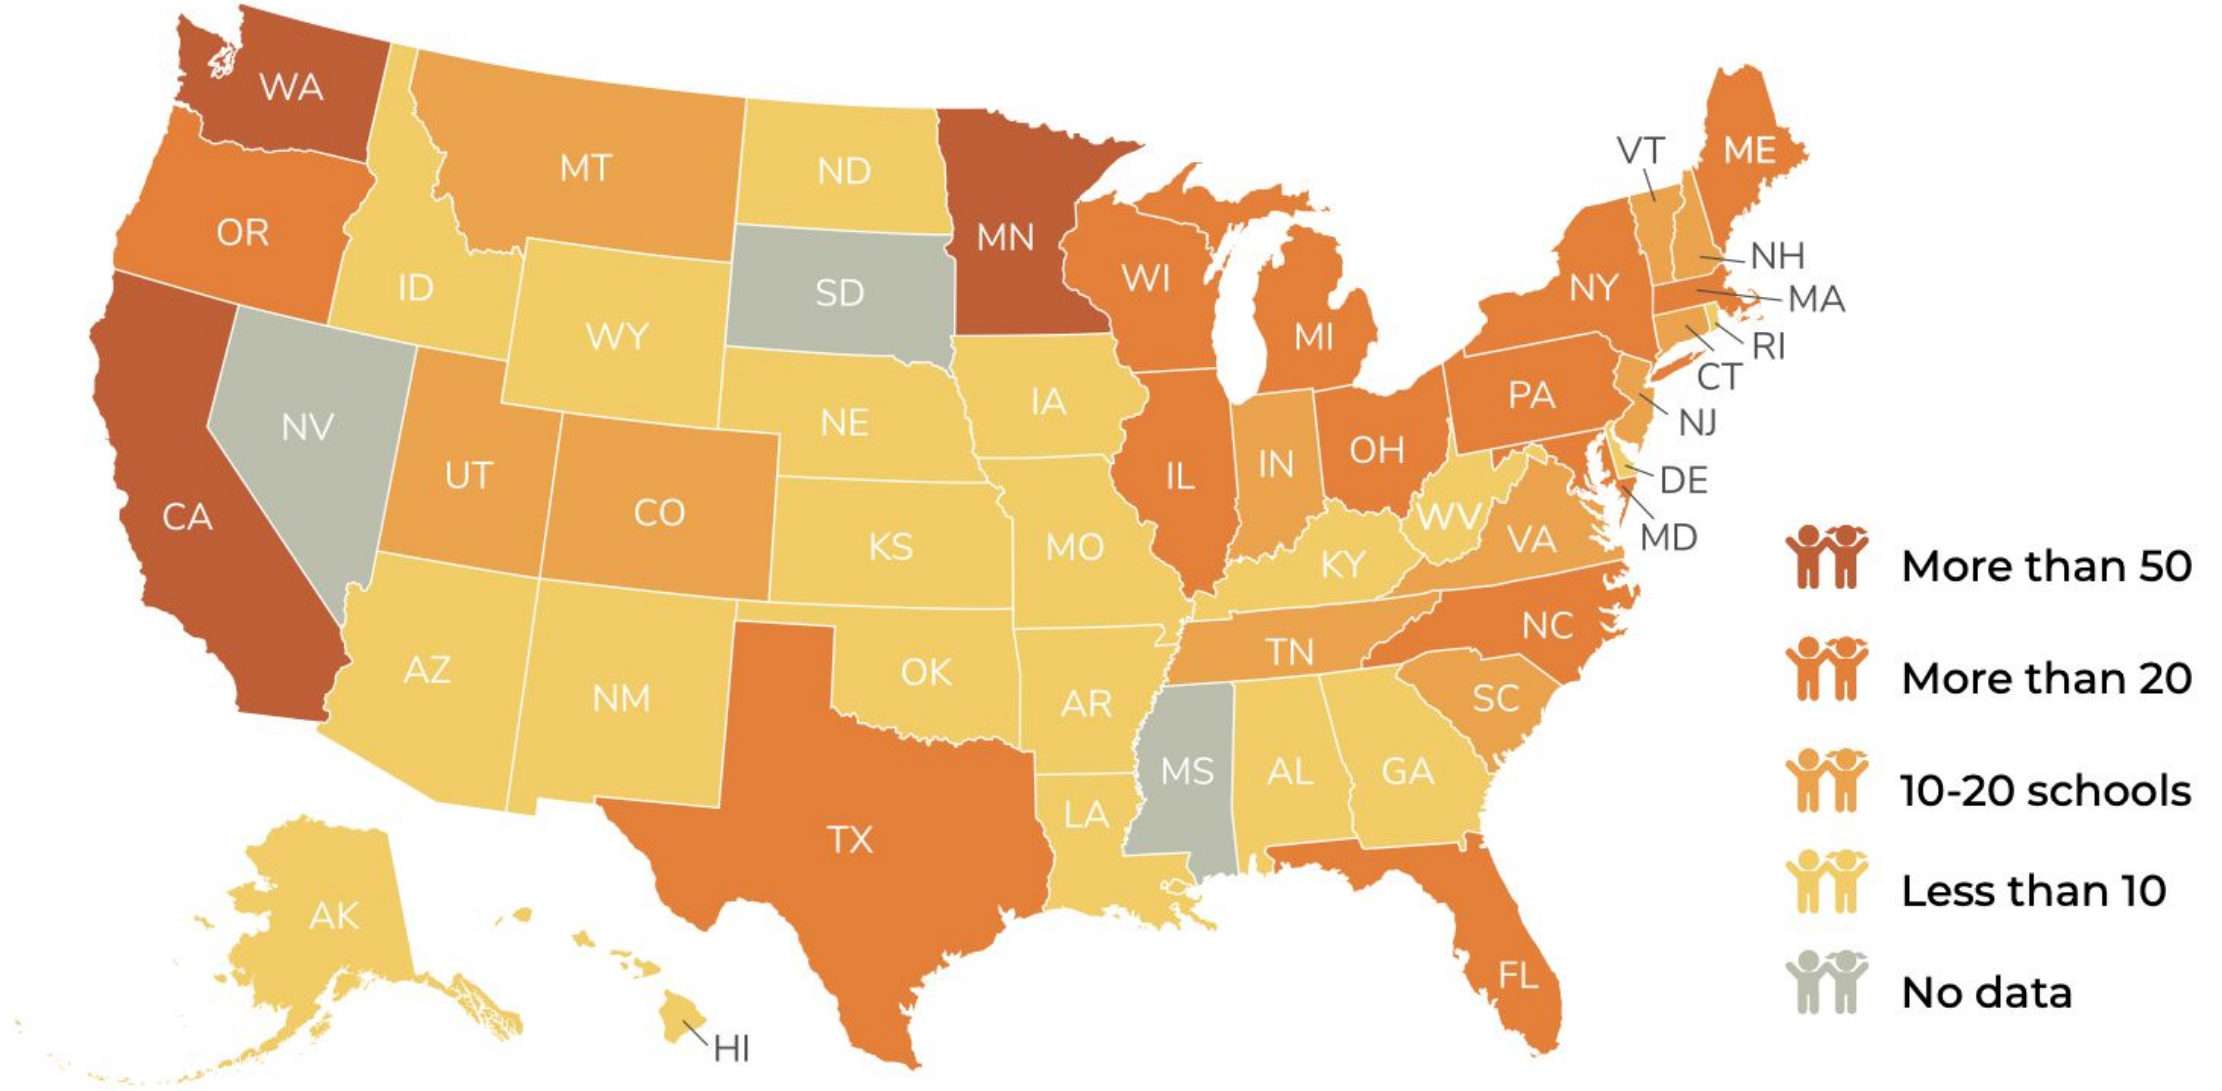 WA
MT
ND
MN
VT
ME
OR
ID
WY
SD
WI
MI
NY
NH
MA
RI
CT
NV
UT
CO
NE
IA
IL
IN
OH
PA
NJ
DE
MD
CA
KS
MO
KY
WV
VA
AZ
NM
OK
AR
TN
NC
SC
TX
LA
MS
AL
GA
FL
AK
HI
More than 50
More than 20
10-20 schools
Less than 10
No data